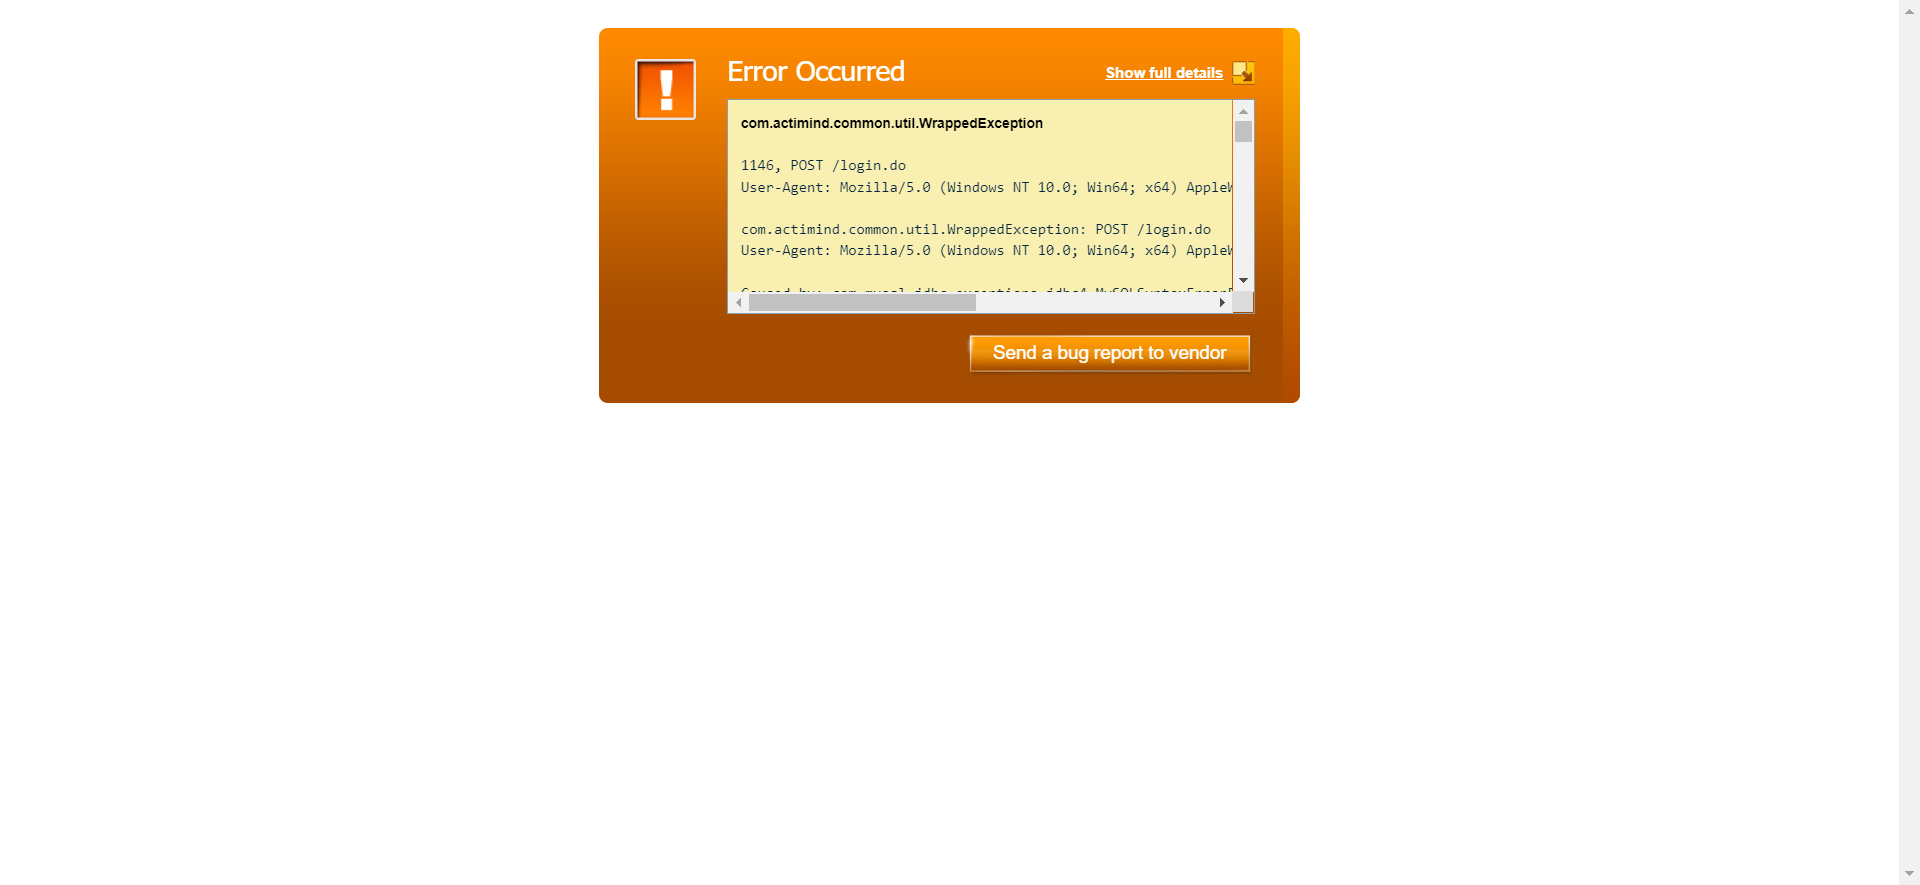 Error Occurred
Show full details
com.actimind.common.util.WrappedException
1146, POST /login.do
User-Agent: Mozilla/5.0 (Windows NT 10.0; Win64; x64) AppleW
com.actimind.common.util.WrappedException: POST /login.do
User-Agent: Mozilla/5.0 (Windows NT 10.0; Win64; x64) AppleW
Send a bug report to vendor